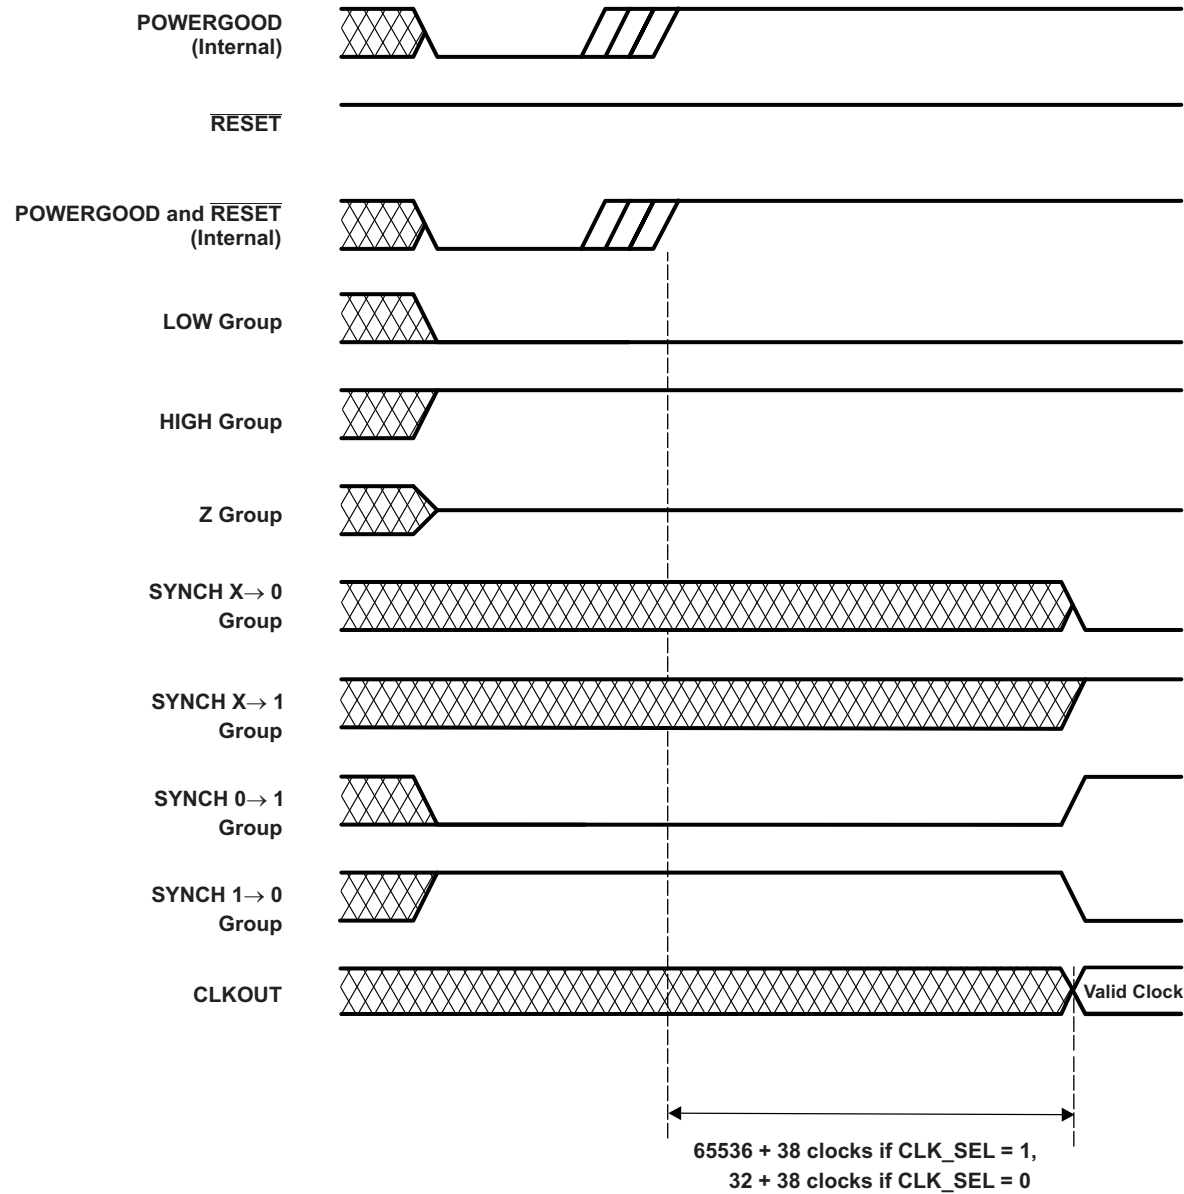 POWERGOOD
(Internal)
RESET
POWERGOOD and RESET
(Internal)
LOW Group
HIGH Group
Z Group
SYNCH X→ 0
Group
SYNCH X→ 1
Group
SYNCH 0→ 1
Group
SYNCH 1→ 0
Group
CLKOUT
Valid Clock
65536 + 38 clocks if CLK_SEL = 1,
32 + 38 clocks if CLK_SEL = 0